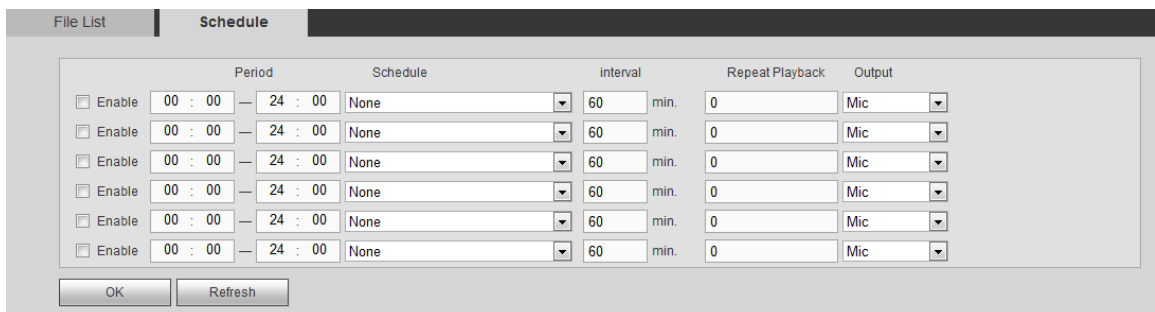 File List Schedule
Period Schedule interval Repeat Playback Output
Enable 00 : 00 — 24 : 00 None 60 min. 0 Mic
Enable 00 : 00 — 24 : 00 None 60 min. 0 Mic
Enable 00 : 00 — 24 : 00 None 60 min. 0 Mic
Enable 00 : 00 — 24 : 00 None 60 min. 0 Mic
Enable 00 : 00 — 24 : 00 None 60 min. 0 Mic
Enable 00 : 00 — 24 : 00 None 60 min. 0 Mic
OK Refresh